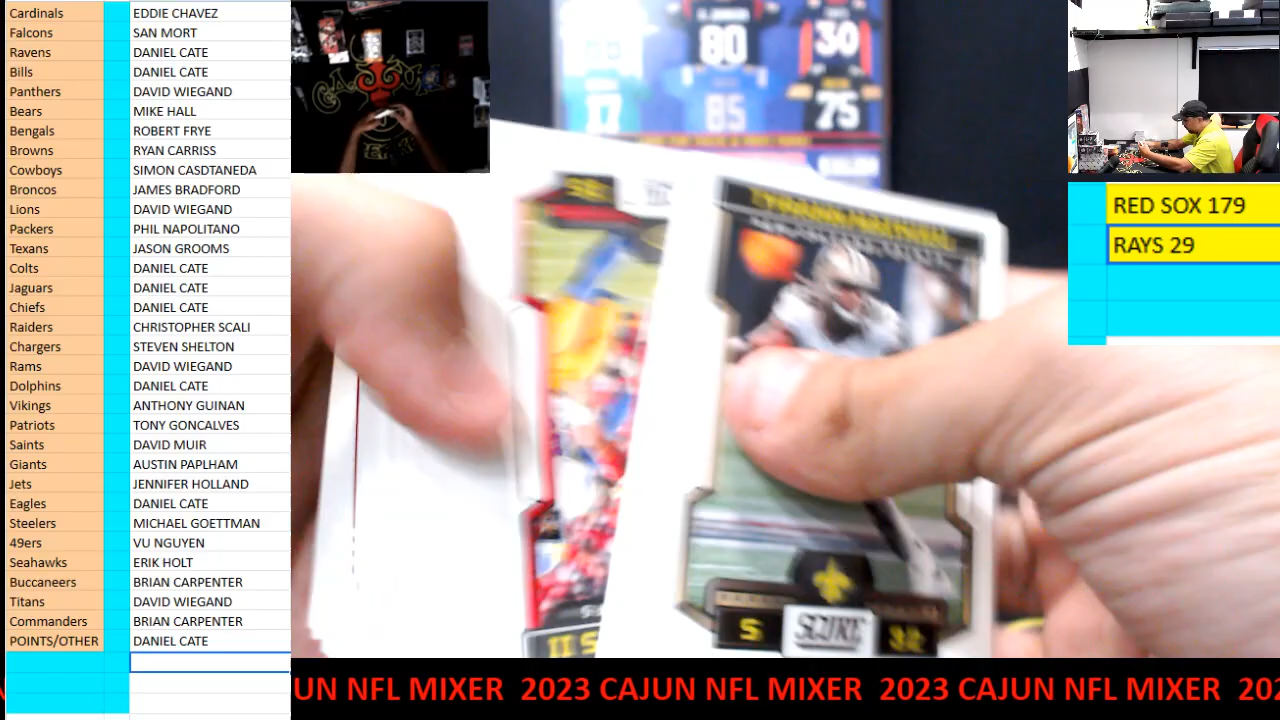 Cardinals EDDIE CHAVEZ
Falcons SAN MORT
Ravens DANIEL CATE
Bills DANIEL CATE
Panthers DAVID WIEGAND
Bears MIKE HALL
Bengals ROBERT FRYE
Browns RYAN CARRISS
Cowboys SIMON CASDTANEDA
Broncos JAMES BRADFORD
Lions DAVID WIEGAND
Packers PHIL NAPOLITANO
Texans JASON GROOMS
Colts DANIEL CATE
Jaguars DANIEL CATE
Chiefs DANIEL CATE
Raiders CHRISTOPHER SCALI
Chargers STEVEN SHELTON
Rams DAVID WIEGAND
Dolphins DANIEL CATE
Vikings ANTHONY GUINAN
Patriots TONY GONCALVES
Saints DAVID MUIR
Giants AUSTIN PAPLHAM
Jets JENNIFER HOLLAND
Eagles DANIEL CATE
Steelers MICHAEL GOETTMAN
49ers VU NGUYEN
Seahawks ERIK HOLT
Buccaneers BRIAN CARPENTER
Titans DAVID WIEGAND
Commanders BRIAN CARPENTER
POINTS/OTHER DANIEL CATE
80
30
17
85
75
S SCORE 32
RED SOX 179
RAYS 29
UN NFL MIXER 2023 CAJUN NFL MIXER 2023 CAJUN NFL MIXER 202